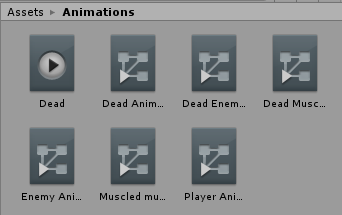 Assets ▸ Animations
Dead Dead Anim... Dead Enem... Dead Musc...
Enemy Ani... Muscled mu... Player Ani...